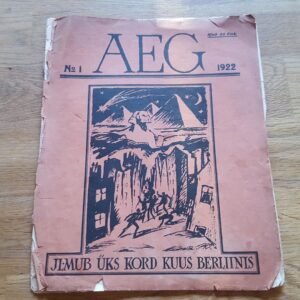 AEG
No 1
1922
ILMUB ÜKS KORD KUUS BERLIINIS